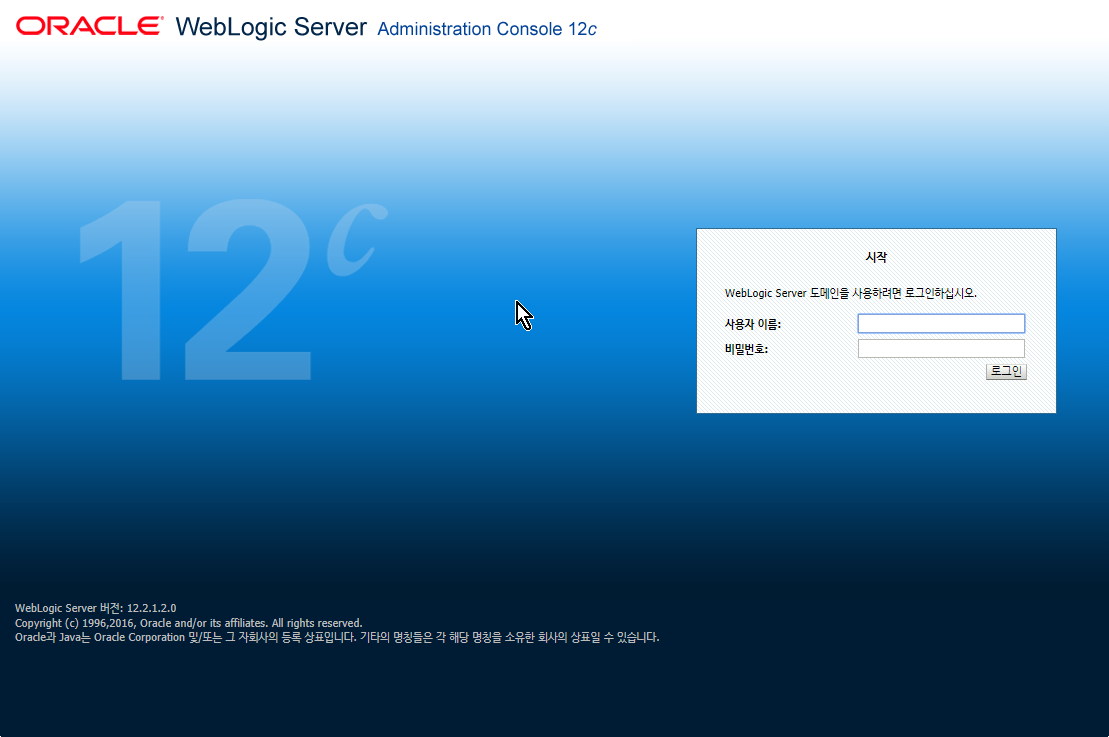 ORACLE WebLogic Server Administration Console 12c
12c
시작
WebLogic Server 도메인을 사용하려면 로그인하십시오.
사용자 이름:
비밀번호:
로그인
WebLogic Server 버전: 12.2.1.2.0
Copyright (c) 1996,2016, Oracle and/or its affiliates. All rights reserved.
Oracle과 Java는 Oracle Corporation 및/또는 그 자회사의 등록 상표입니다. 기타의 명칭들은 각 해당 명칭을 소유한 회사의 상표일 수 있습니다.